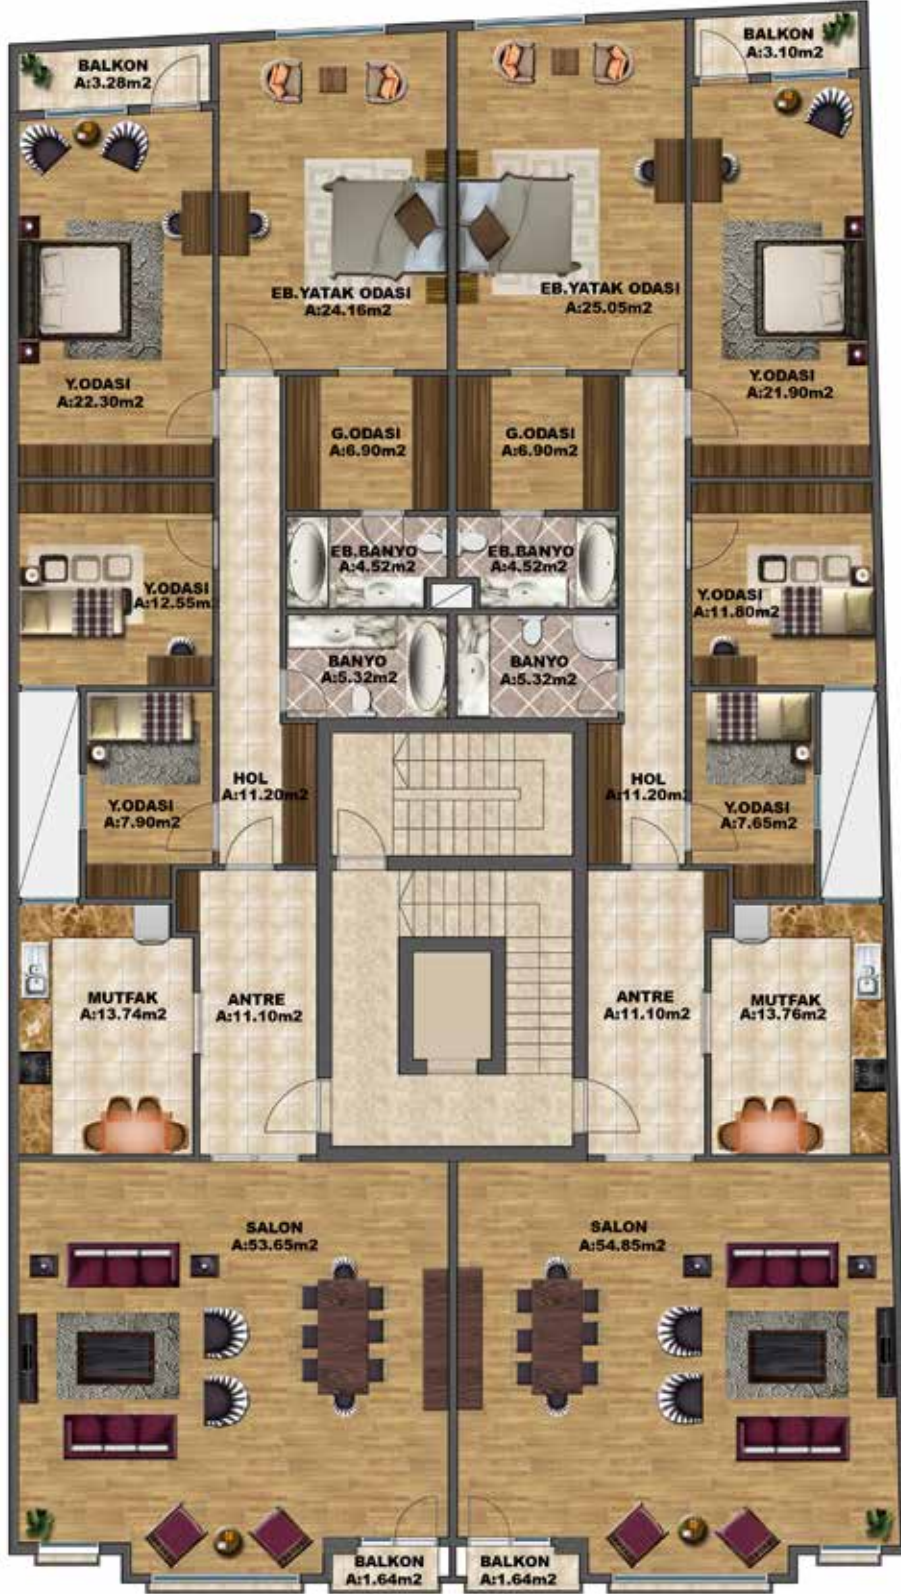 BALKON
A:3.28m2
BALKON
A:3.10m2
EB.YATAK ODASI
A:24.16m2
EB.YATAK ODASI
A:25.05m2
Y.ODASI
A:22.30m2
Y.ODASI
A:21.90m2
G.ODASI
A:6.90m2
G.ODASI
A:6.90m2
EB.BANYO
A:4.52m2
EB.BANYO
A:4.52m2
Y.ODASI
A:12.55m2
Y.ODASI
A:11.80m2
BANYO
A:5.32m2
BANYO
A:5.32m2
HOL
A:11.20m2
HOL
A:11.20m2
Y.ODASI
A:7.90m2
Y.ODASI
A:7.65m2
MUTFAK
A:13.74m2
ANTRE
A:11.10m2
ANTRE
A:11.10m2
MUTFAK
A:13.76m2
SALON
A:53.65m2
SALON
A:54.85m2
BALKON
A:1.64m2
BALKON
A:1.64m2